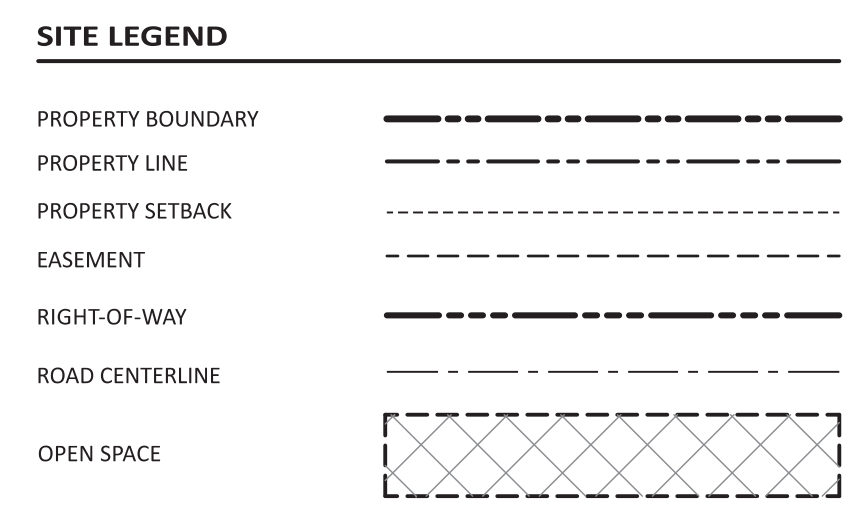 SITE LEGEND
PROPERTY BOUNDARY
PROPERTY LINE
PROPERTY SETBACK
EASEMENT
RIGHT-OF-WAY
ROAD CENTERLINE
OPEN SPACE